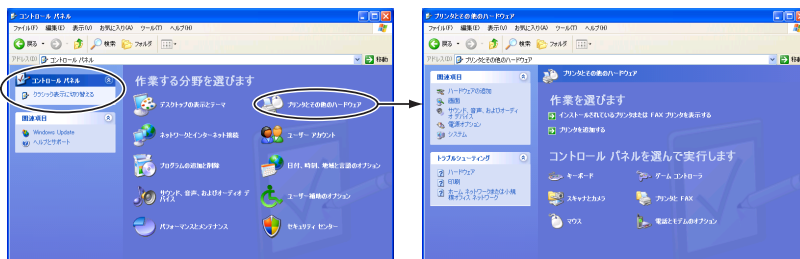 コントロール パネル
ファイル(F) 編集(E) 表示(V) お気に入り(A) ツール(T) ヘルプ(H)
戻る 検索 フォルダ
アドレス(D) コントロール パネル 移動
コントロール パネル
クラシック表示に切り替える
関連項目
Windows Update
ヘルプとサポート
作業する分野を選びます
デスクトップの表示とテーマ
プリンタとその他のハードウェア
ネットワークとインターネット接続
ユーザー アカウント
プログラムの追加と削除
日付、時刻、地域と言語のオプション
サウンド、音声、およびオーディオ デバイス
ユーザー補助のオプション
パフォーマンスとメンテナンス
セキュリティ センター
プリンタとその他のハードウェア
ファイル(F) 編集(E) 表示(V) お気に入り(A) ツール(T) ヘルプ(H)
戻る 検索 フォルダ
アドレス(D) プリンタとその他のハードウェア 移動
関連項目
ハードウェアの追加
画面
サウンド、音声、およびオーディ
オ デバイス
電源オプション
システム
トラブルシューティング
ハードウェア
印刷
ホーム ネットワークまたは小規
模オフィス ネットワーク
プリンタとその他のハードウェア
作業を選びます
インストールされているプリンタまたは FAX プリンタを表示する
プリンタを追加する
コントロール パネルを選んで実行します
キーボード
ゲーム コントローラ
スキャナとカメラ
プリンタと FAX
マウス
電話とモデムのオプション